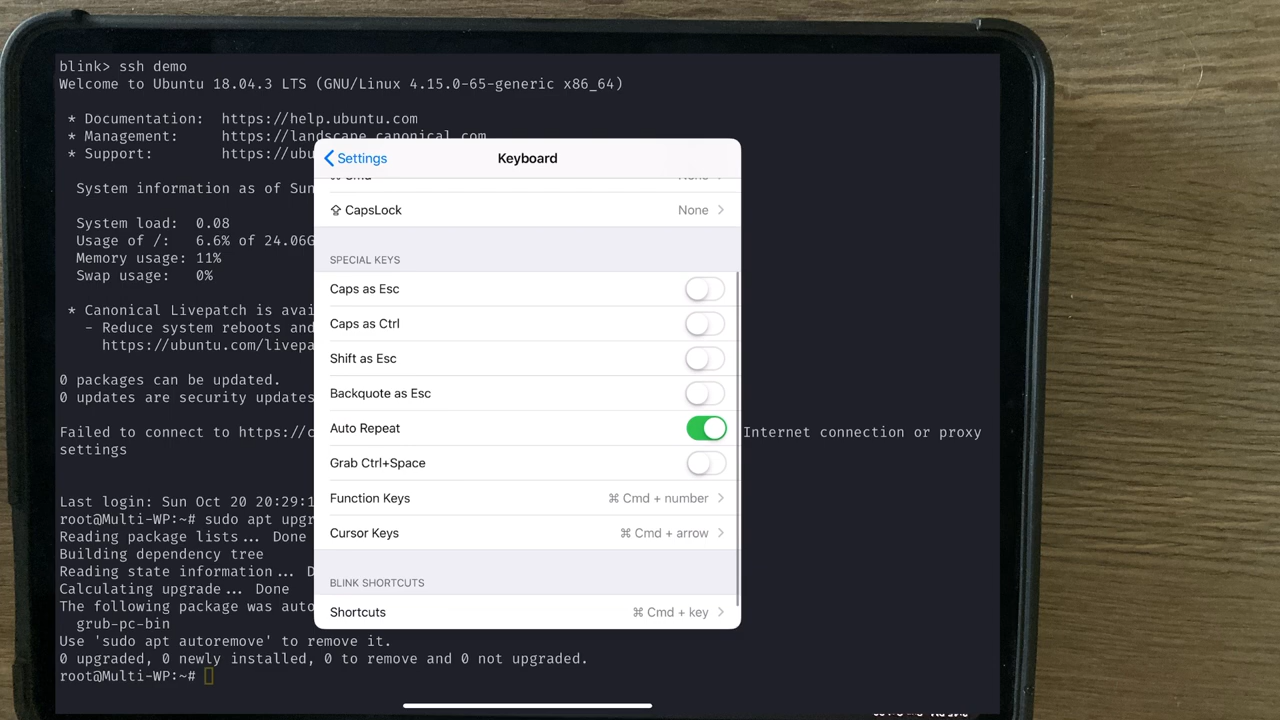 blink> ssh demo
Welcome to Ubuntu 18.04.3 LTS (GNU/Linux 4.15.0-65-generic x86_64)
* Documentation: https://help.ubuntu.com
* Management: https://landscape.canonical.com
* Support: https://ubu
System information as of Sun
System load: 0.08
Usage of /: 6.6% of 24.06G
Memory usage: 11%
Swap usage: 0%
* Canonical Livepatch is avai
- Reduce system reboots and
https://ubuntu.com/livepa
0 packages can be updated.
0 updates are security updates
Failed to connect to https://c
Internet connection or proxy
settings
Last login: Sun Oct 20 20:29:1
root@Multi-WP:~# sudo apt upgr
Reading package lists... Done
Building dependency tree
Reading state information... D
Calculating upgrade... Done
The following package was auto
grub-pc-bin
Use 'sudo apt autoremove' to remove it.
0 upgraded, 0 newly installed, 0 to remove and 0 not upgraded.
root@Multi-WP:~#
Settings
Keyboard
⌘ Cmd None
CapsLock None
SPECIAL KEYS
Caps as Esc
Caps as Ctrl
Shift as Esc
Backquote as Esc
Auto Repeat
Grab Ctrl+Space
Function Keys ⌘ Cmd + number
Cursor Keys ⌘ Cmd + arrow
BLINK SHORTCUTS
Shortcuts ⌘ Cmd + key